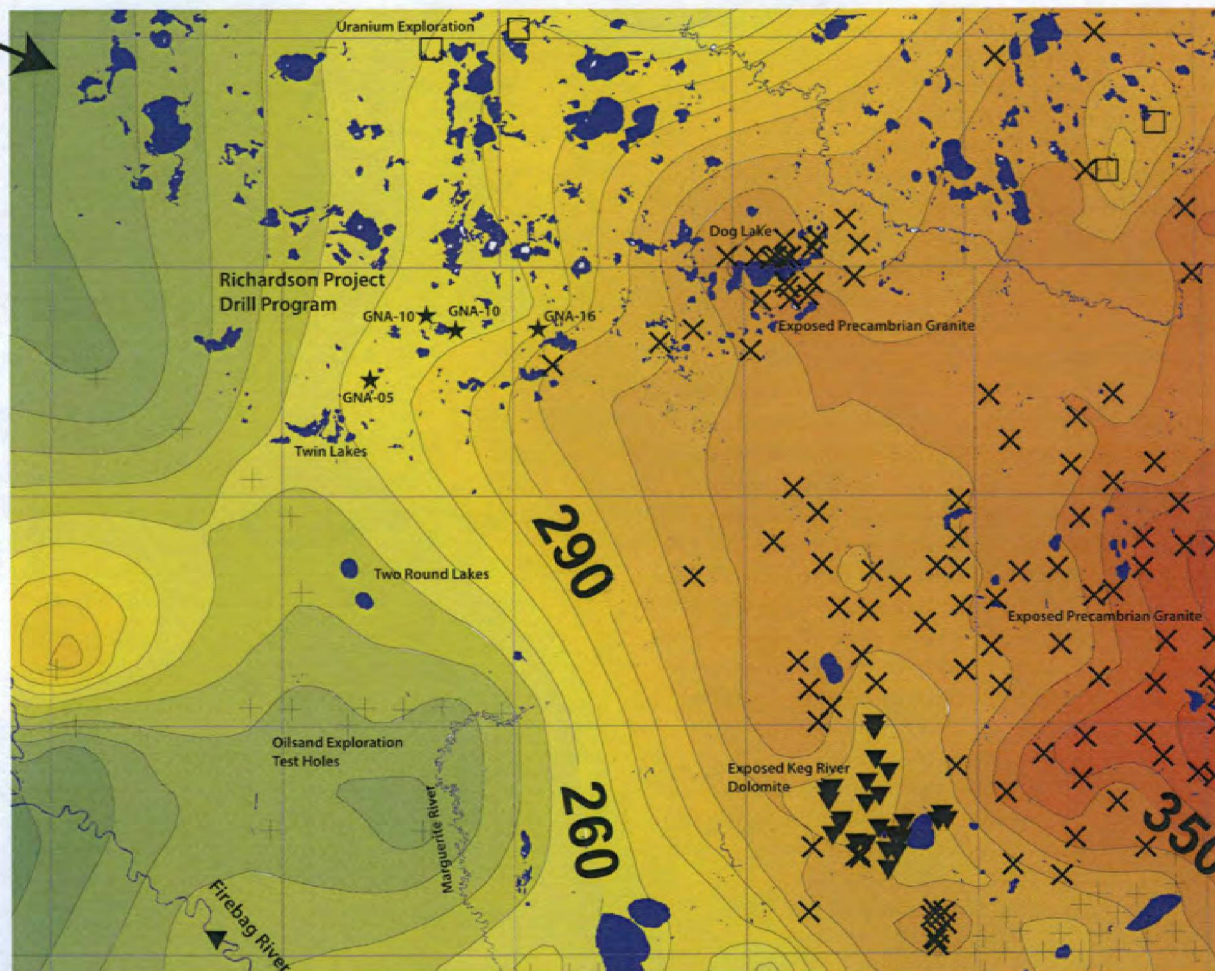 Uranium Exploration
Dog Lake
Richardson Project
Drill Program
GNA-10
GNA-10
GNA-16
Exposed Precambrian Granite
GNA-05
Twin Lakes
290
Two Round Lakes
Exposed Precambrian Granite
Oilsand Exploration
Test Holes
Exposed Keg River
Dolomite
Marguerite River
260
350
Firebag River